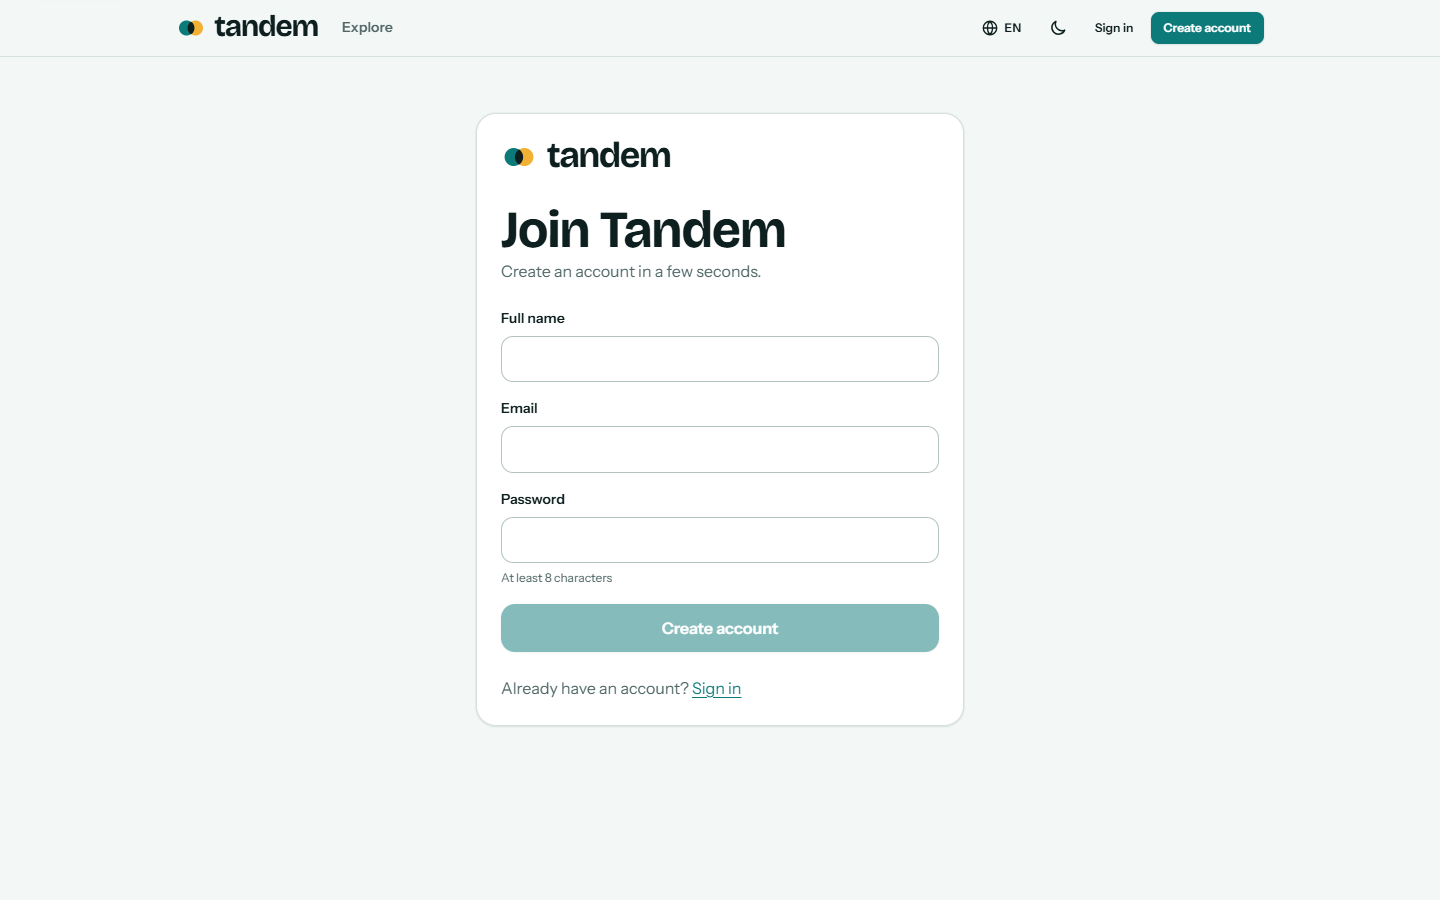 tandem
Explore
EN
Sign in
Create account
tandem
Join Tandem
Create an account in a few seconds.
Full name
Email
Password
At least 8 characters
Create account
Already have an account? Sign in